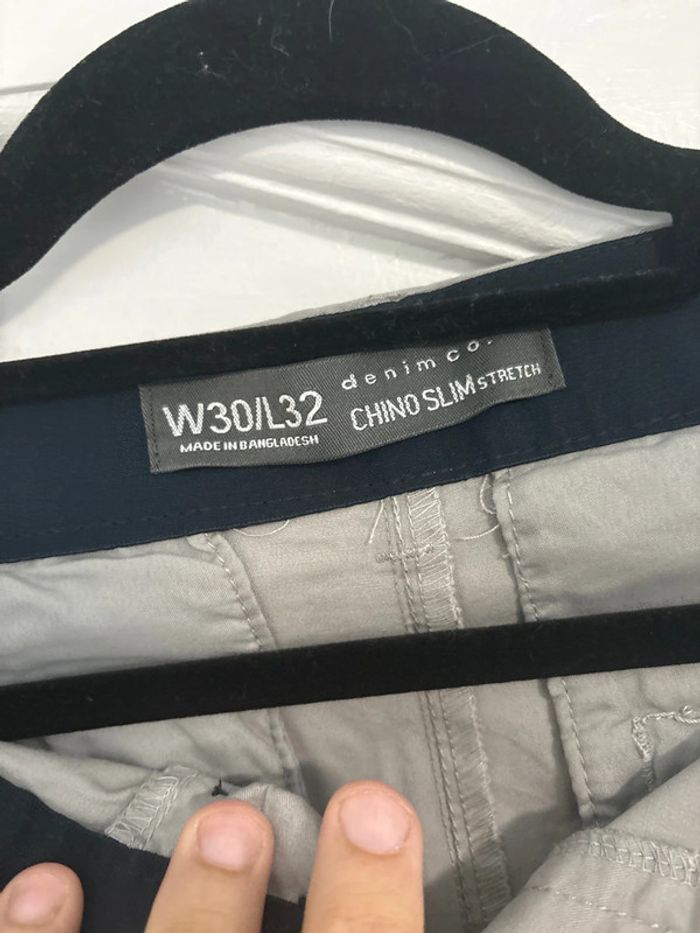 W30/L32
MADE IN BANGLADESH
denim co.
CHINO SLIM STRETCH